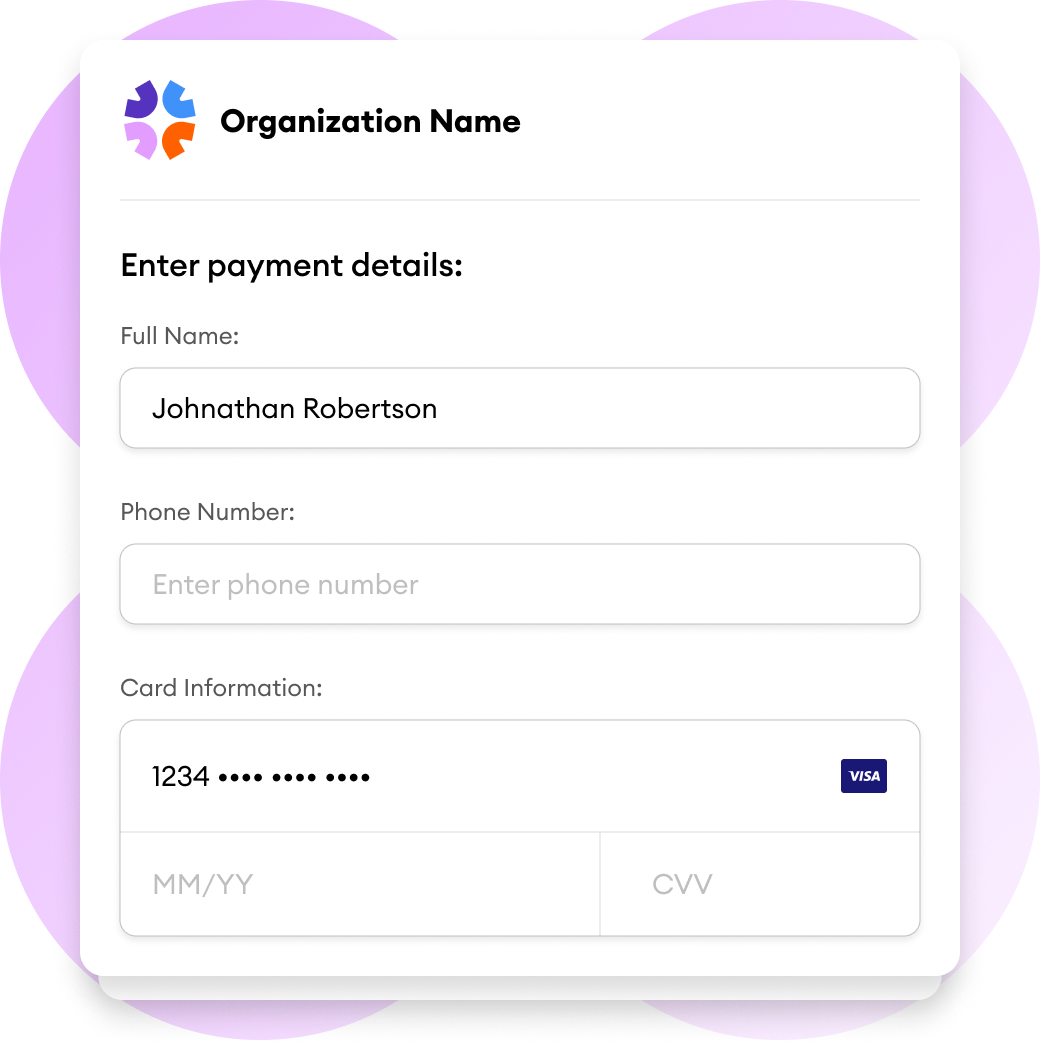 Organization Name
Enter payment details:
Full Name:
Johnathan Robertson
Phone Number:
Enter phone number
Card Information:
1234 •••• •••• •••• VISA
MM/YY CVV